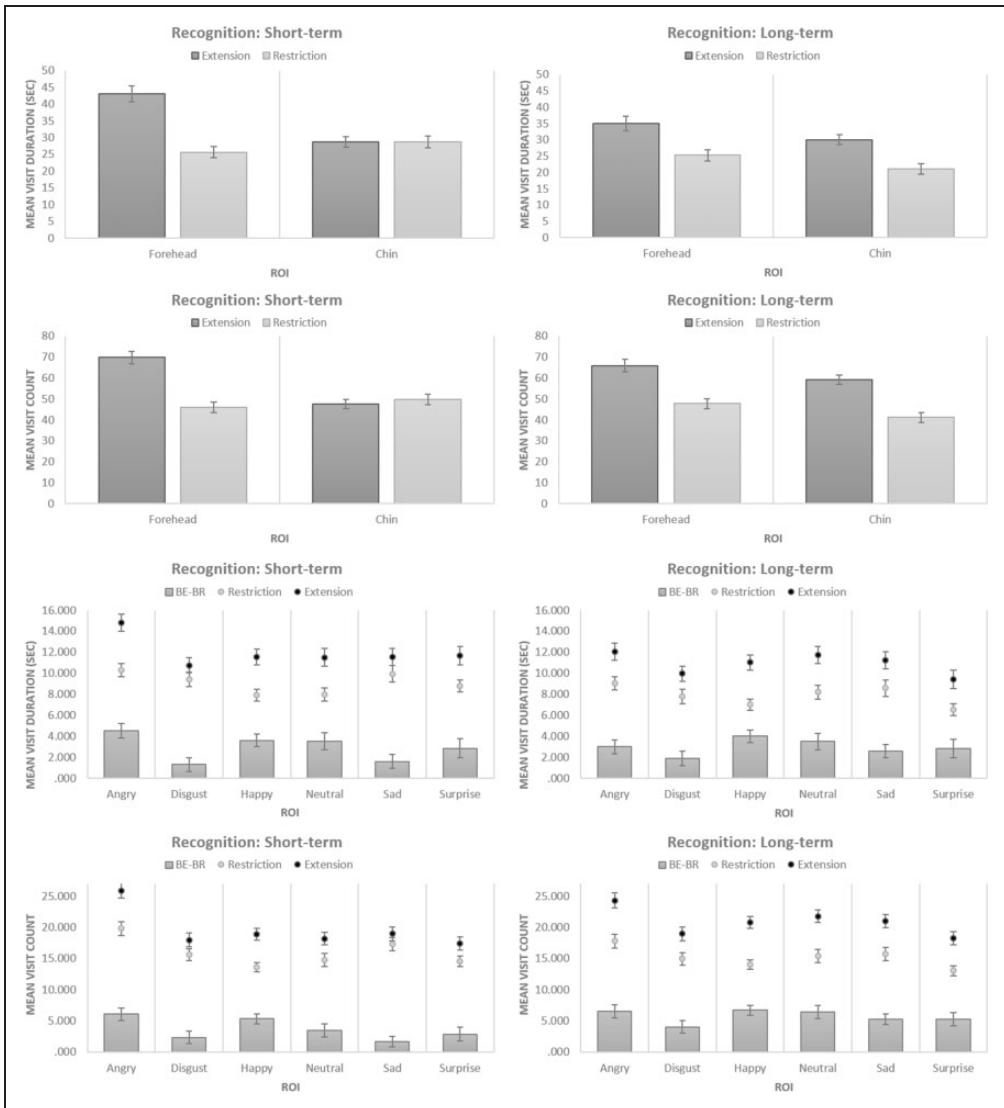 Recognition: Short-term
Extension Restriction
MEAN VISIT DURATION (SEC)
50
45
40
35
30
25
20
15
10
5
0
Forehead Chin
ROI
Recognition: Long-term
Extension Restriction
MEAN VISIT DURATION (SEC)
50
45
40
35
30
25
20
15
10
5
0
Forehead Chin
ROI
Recognition: Short-term
Extension Restriction
MEAN VISIT COUNT
80
70
60
50
40
30
20
10
0
Forehead Chin
ROI
Recognition: Long-term
Extension Restriction
MEAN VISIT COUNT
80
70
60
50
40
30
20
10
0
Forehead Chin
ROI
Recognition: Short-term
BE-BR Restriction Extension
MEAN VISIT DURATION (SEC)
16.000
14.000
12.000
10.000
8.000
6.000
4.000
2.000
.000
Angry Disgust Happy Neutral Sad Surprise
ROI
Recognition: Long-term
BE-BR Restriction Extension
MEAN VISIT DURATION (SEC)
16.000
14.000
12.000
10.000
8.000
6.000
4.000
2.000
.000
Angry Disgust Happy Neutral Sad Surprise
ROI
Recognition: Short-term
BE-BR Restriction Extension
MEAN VISIT COUNT
25.000
20.000
15.000
10.000
5.000
.000
Angry Disgust Happy Neutral Sad Surprise
ROI
Recognition: Long-term
BE-BR Restriction Extension
MEAN VISIT COUNT
25.000
20.000
15.000
10.000
5.000
.000
Angry Disgust Happy Neutral Sad Surprise
ROI